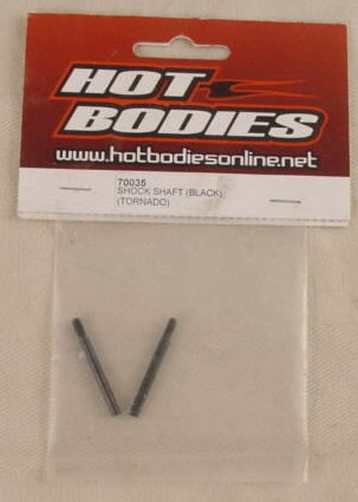 HOT
BODIES
www.hotbodiesonline.net
70035
SHOCK SHAFT (BLACK)
(TORNADO)